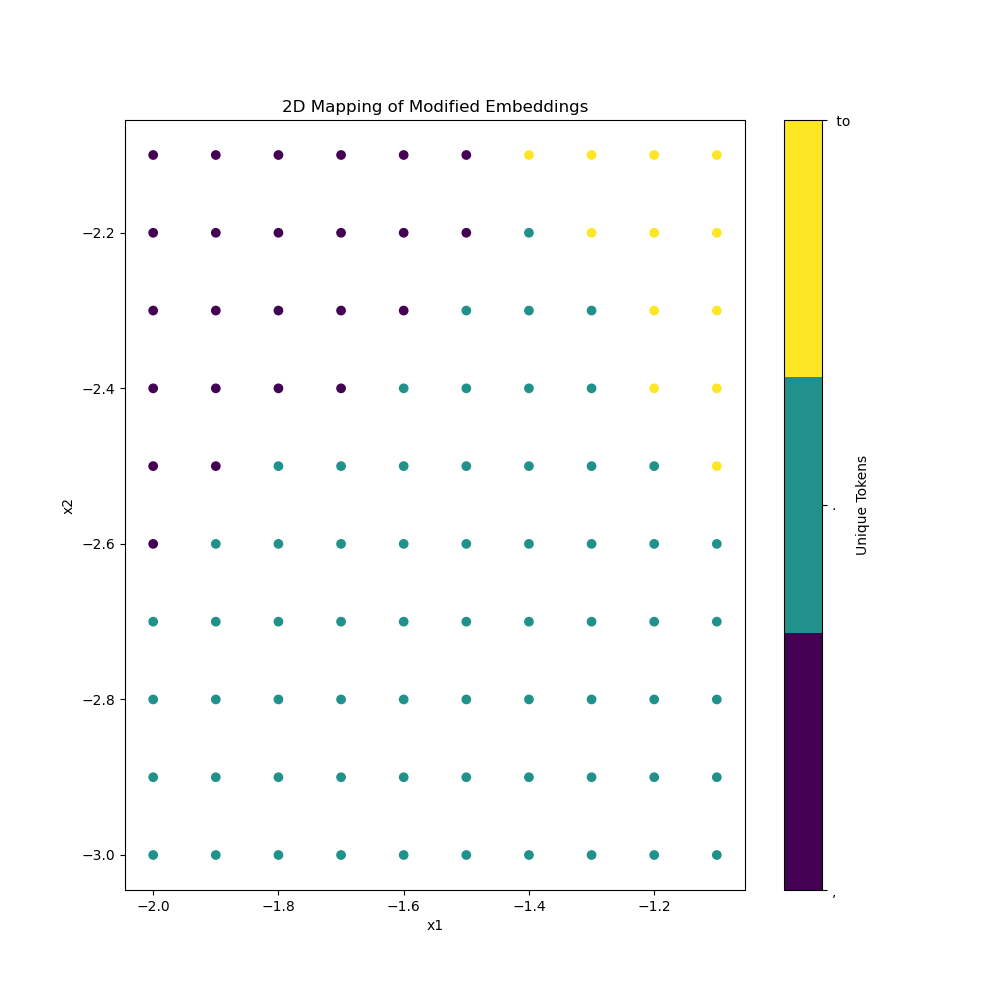 2D Mapping of Modified Embeddings
x2
−2.2
−2.4
−2.6
−2.8
−3.0
−2.0 −1.8 −1.6 −1.4 −1.2
x1
to
.
,
Unique Tokens